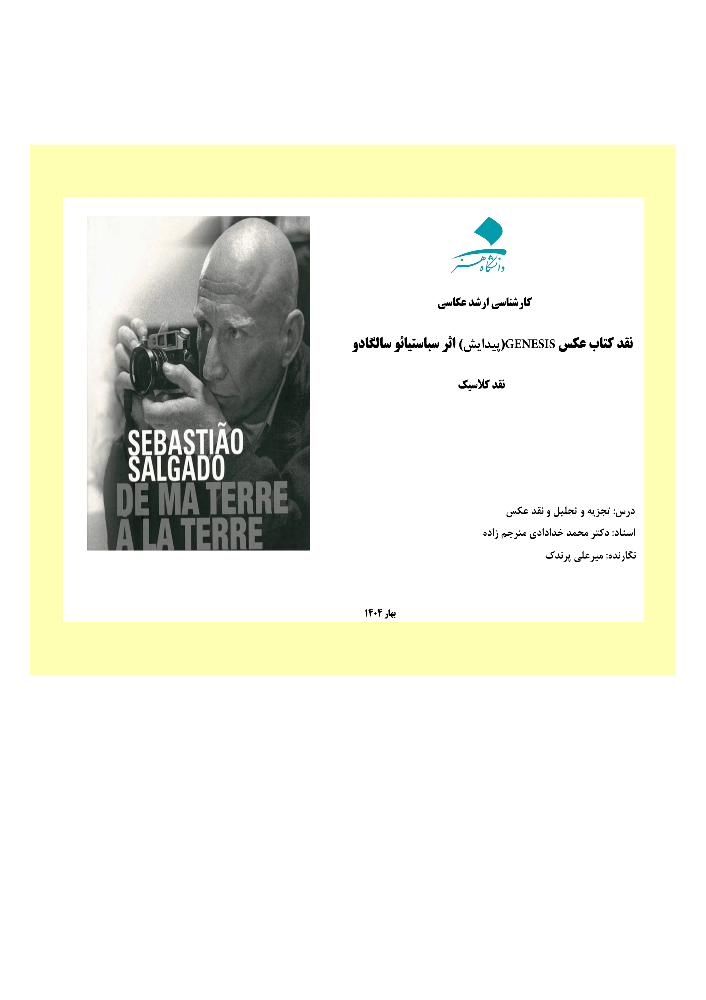 دانشگاه هنر
کارشناسی ارشد عکاسی
نقد کتاب عکس GENESIS(پیدایش) اثر سباستیائو سالگادو
نقد کلاسیک
SEBASTIÃO
SALGADO
DE MA TERRE
À LA TERRE
درس: تجزیه و تحلیل و نقد عکس
استاد: دکتر محمد خدادادی مترجم زاده
نگارنده: میرعلی پرندک
بهار ۱۴۰۴